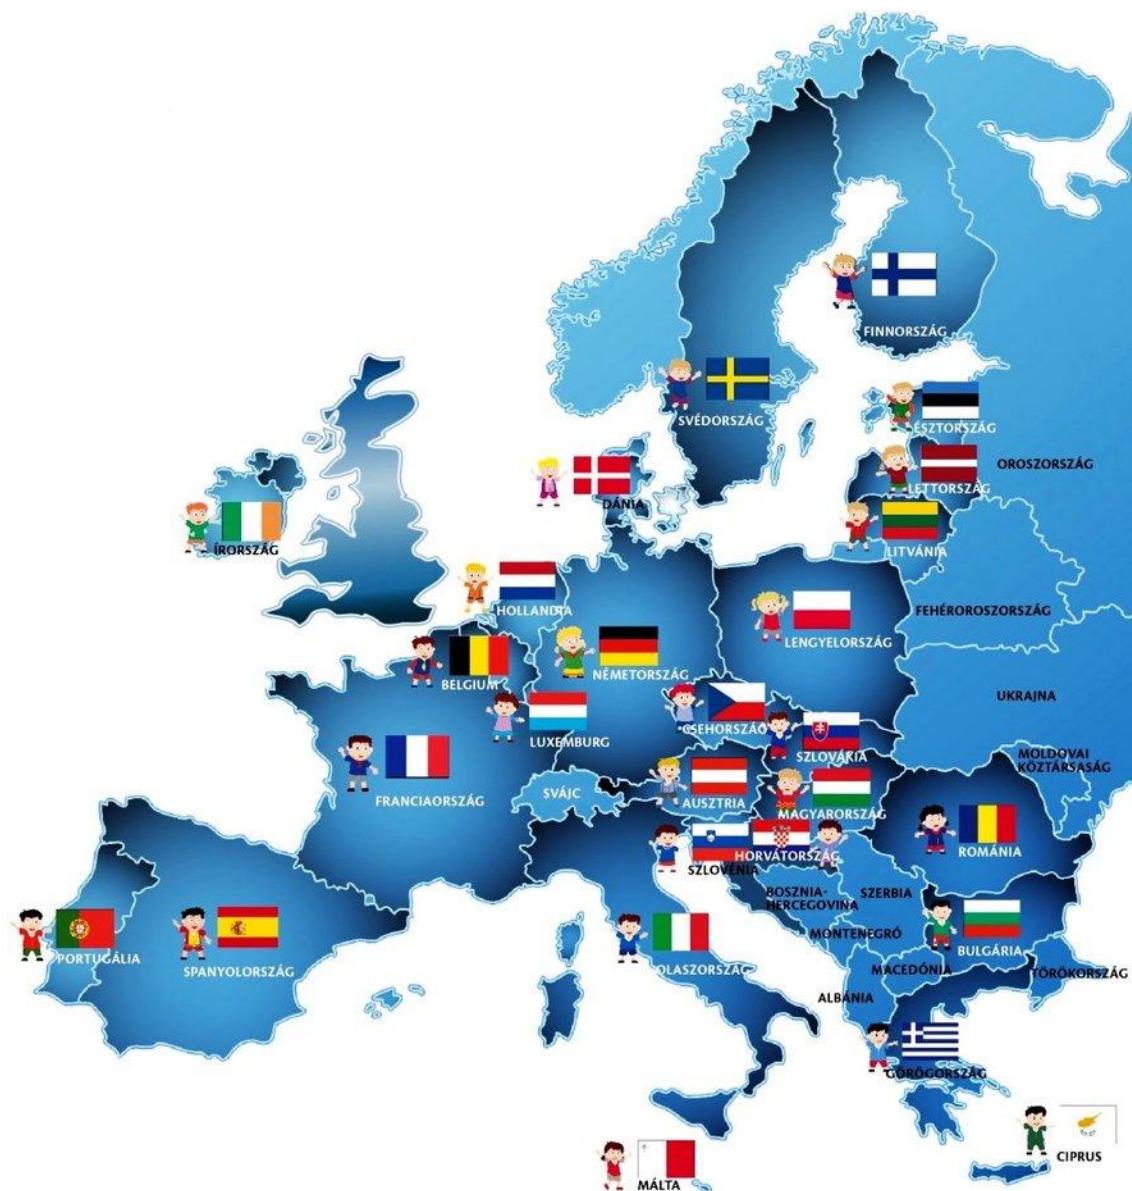 FINNORSZÁG
SVÉDORSZÁG
ÉSZTORSZÁG
OROSZORSZÁG
LETTORSZÁG
DÁNIA
ÍRORSZÁG
LITVÁNIA
HOLLANDIA
FEHÉROROSZORSZÁG
LENGYELORSZÁG
BELGIUM
NÉMETORSZÁG
UKRAJNA
LUXEMBURG
CSEHORSZÁG
SZLOVÁKIA
MOLDOVAI
KÖZTÁRSASÁG
SVÁJC
FRANCIAORSZÁG
AUSZTRIA
MAGYARORSZÁG
ROMÁNIA
HORVÁTORSZÁG
SZLOVÉNIA
BOSZNIA-
HERCEGOVINA
SZERBIA
MONTENEGRÓ
BULGÁRIA
PORTUGÁLIA
SPANYOLORSZÁG
OLASZORSZÁG
MACEDÓNIA
TÖRÖKORSZÁG
ALBÁNIA
GÖRÖGORSZÁG
CIPRUS
MÁLTA